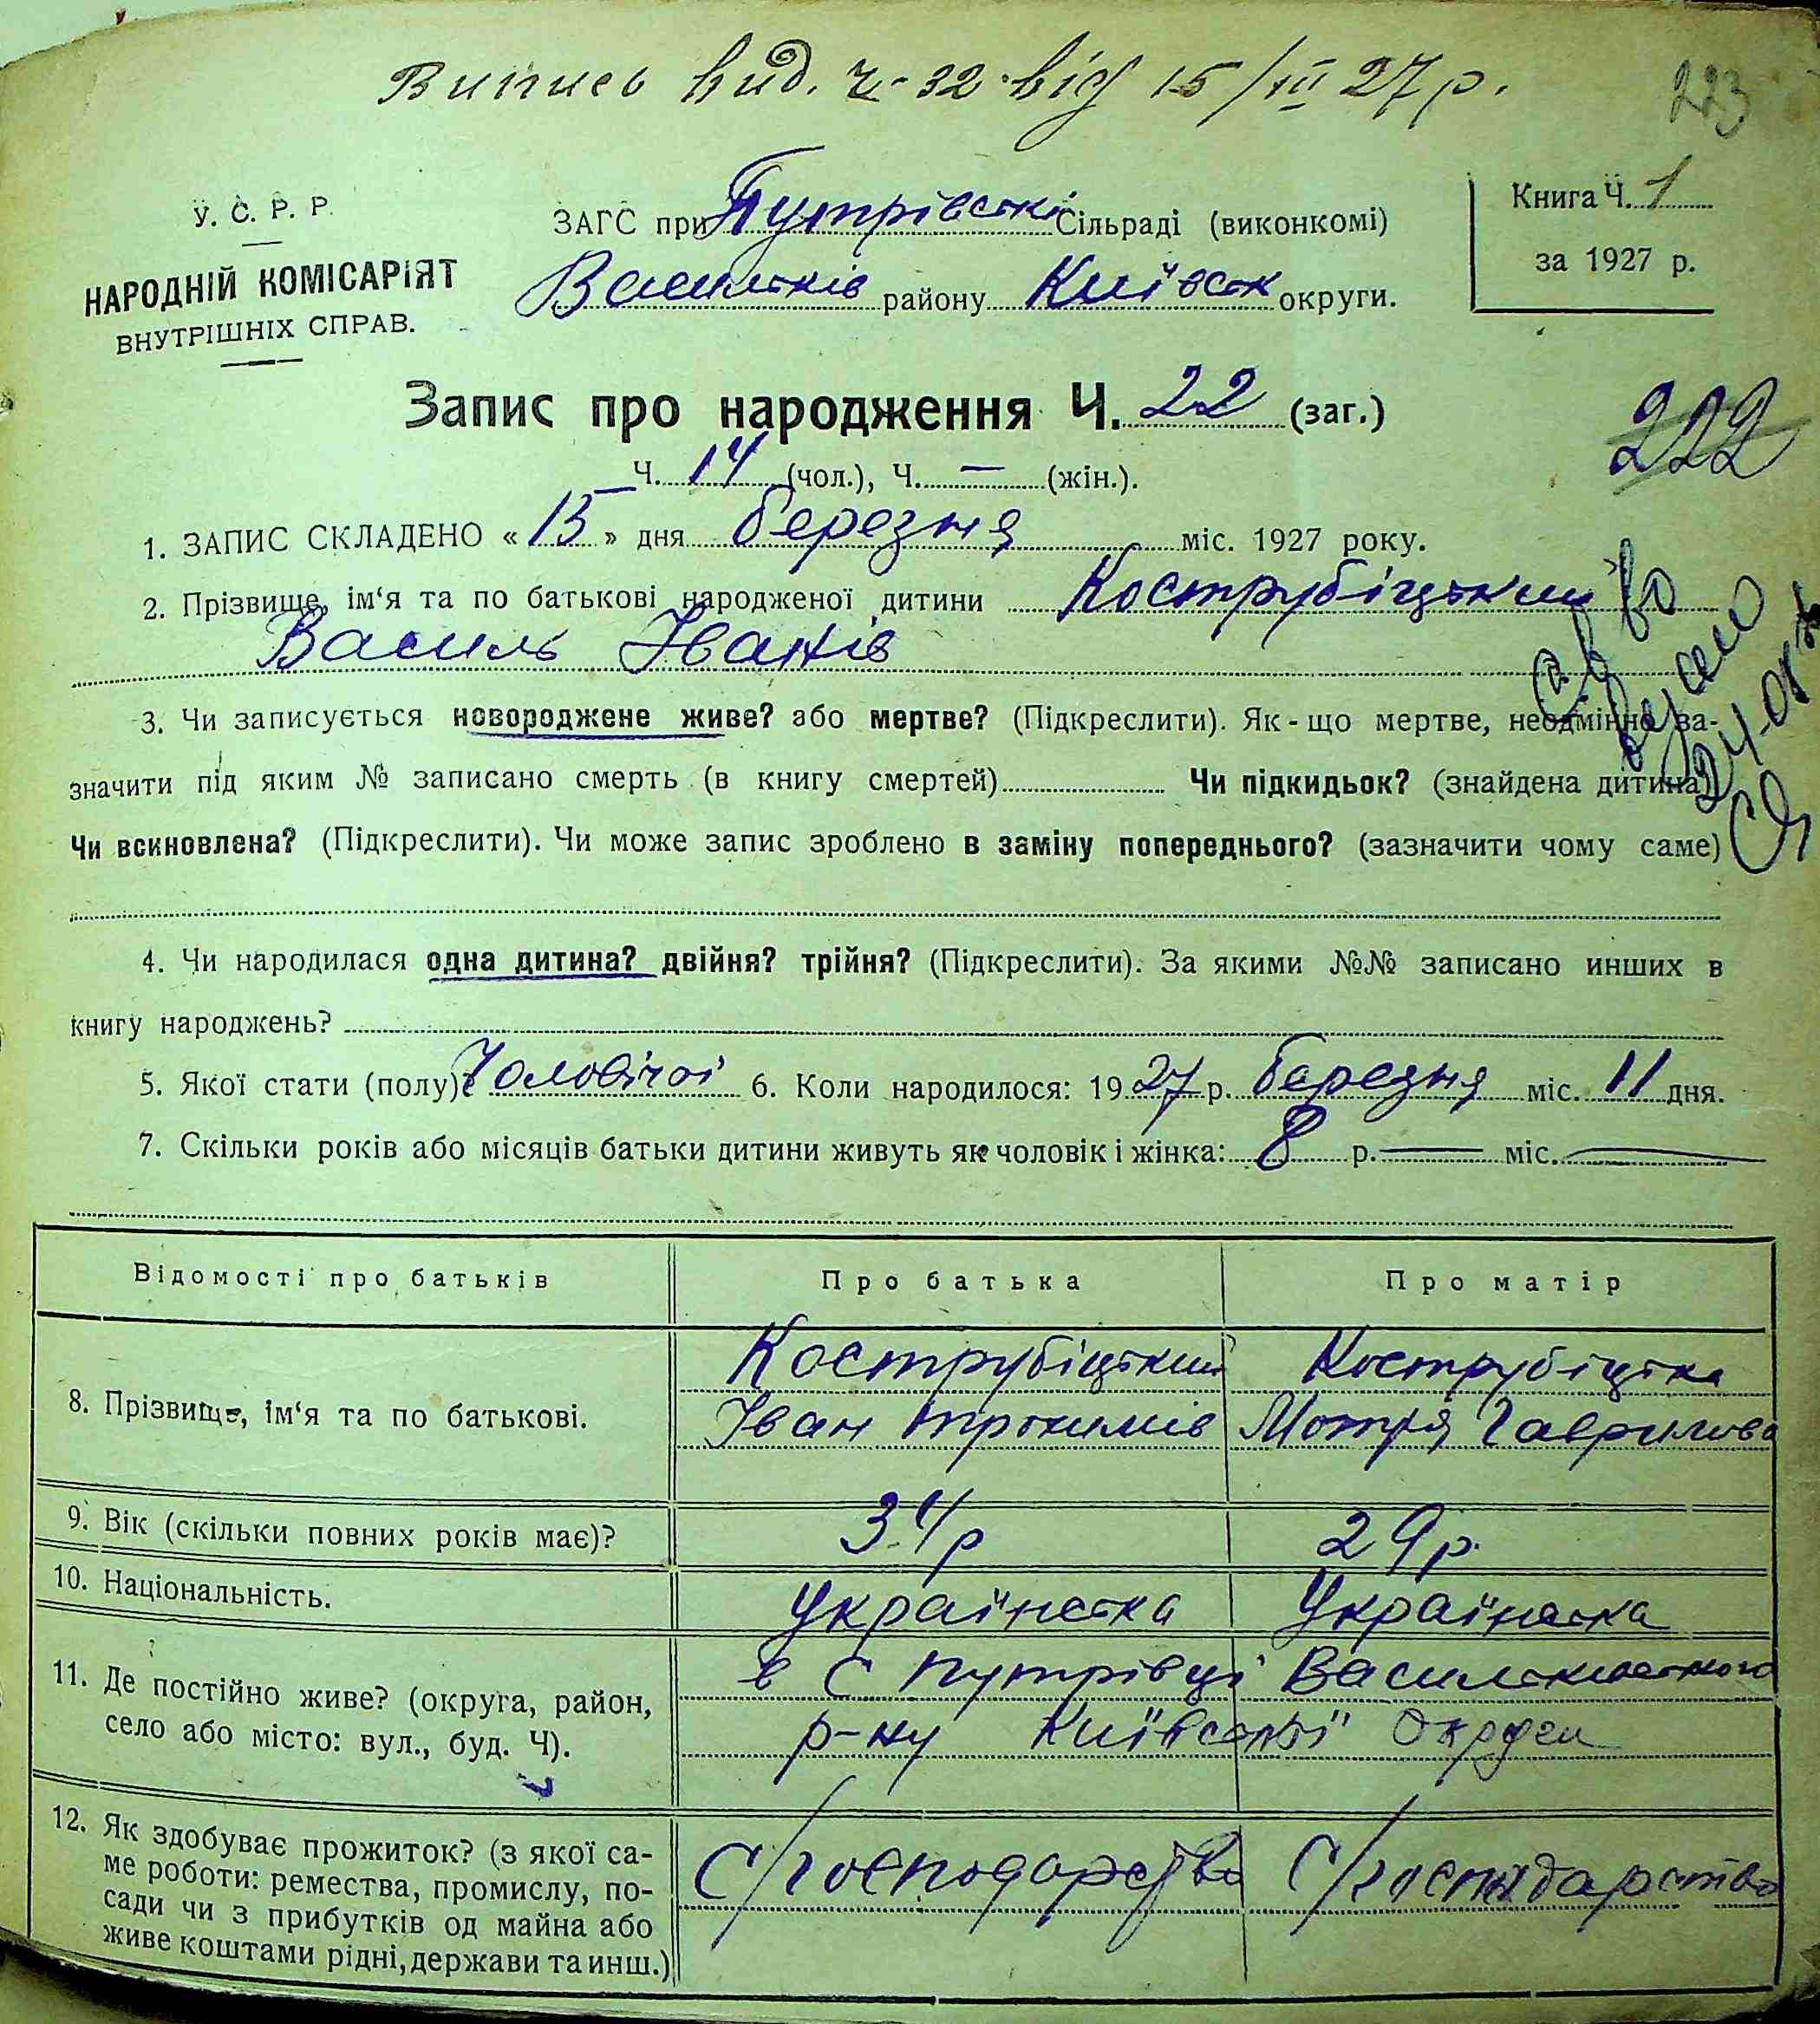 Випись вид. ч. 32 від 15/III 27 р.
223
У. С. Р. Р.
НАРОДНІЙ КОМІСАРІЯТ
ВНУТРІШНІХ СПРАВ.
ЗАГС при Путрівській Сільраді (виконкомі)
Васильків району Київськ округи.
Книга Ч. 1
за 1927 р.
Запис про народження Ч. 22 (заг.)
222
Ч. 14 (чол.), Ч. — (жін.).
1. ЗАПИС СКЛАДЕНО « 15 » дня березня міс. 1927 року.
2. Прізвище, ім‘я та по батькові народженої дитини Кострубіцький
Василь Іванів
3. Чи записується новороджене живе? або мертве? (Підкреслити). Як-що мертве, неодмінно за-
значити під яким № записано смерть (в книгу смертей) Чи підкидьок? (знайдена дитина)
Чи всиновлена? (Підкреслити). Чи може запис зроблено в заміну попереднього? (зазначити чому саме)
4. Чи народилася одна дитина? двійня? трійня? (Підкреслити). За якими №№ записано инших в
книгу народжень?
5. Якої стати (полу)? Чоловічої 6. Коли народилося: 1927 р. березня міс. 11 дня.
7. Скільки років або місяців батьки дитини живуть як чоловік і жінка: 8 р. — міс. —
Відомості про батьків Про батька Про матір
8. Прізвище, ім‘я та по батькові.
Кострубіцький Кострубіцька
Іван Трохимів Мотря Гаврилова
9. Вік (скільки повних років має)? 34 р 29 р.
10. Національність. Українська Українська
11. Де постійно живе? (округа, район,
село або місто: вул., буд. Ч).
в С Путрівці Васильківського
р-ну Київської Округи
12. Як здобуває прожиток? (з якої са-
ме роботи: ремества, промислу, по-
сади чи з прибутків од майна або
живе коштами рідні, держави та инш.)
С/господарство С/господарство